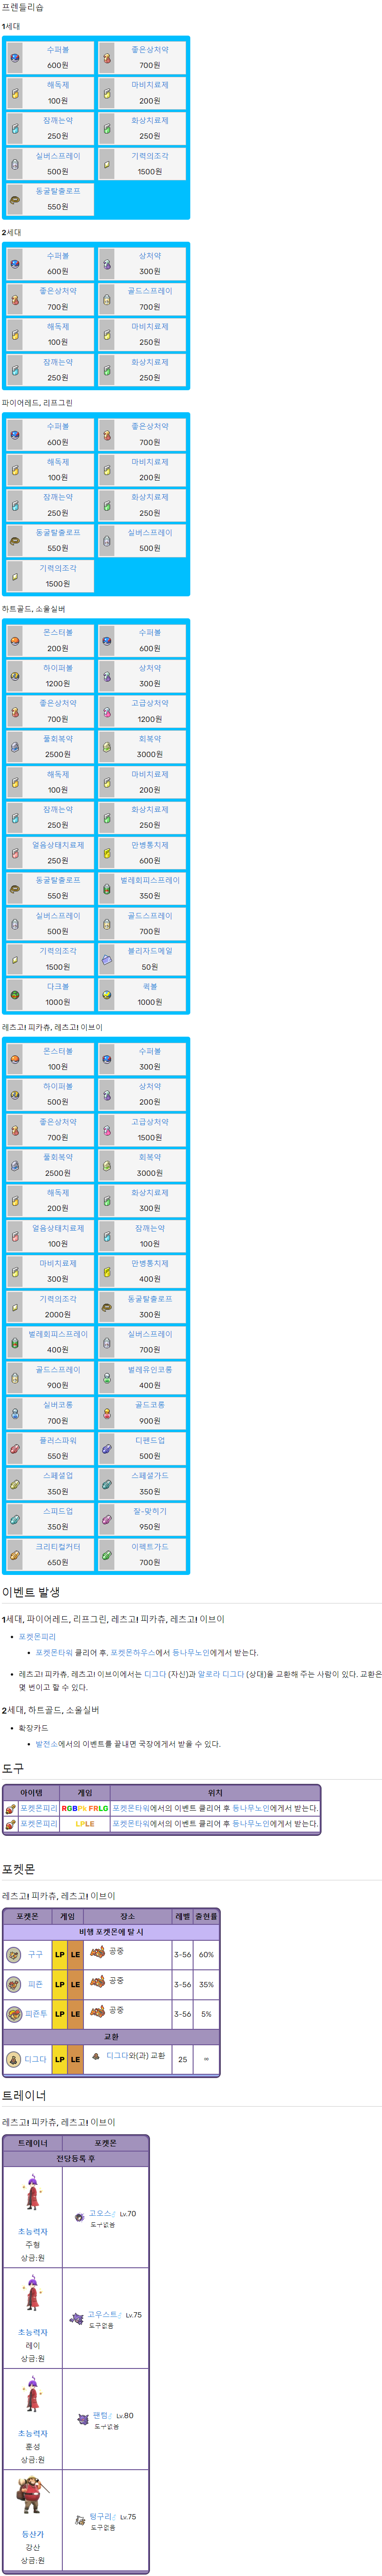 프렌들리숍
1세대
수퍼볼 좋은상처약
600원 700원
해독제 마비치료제
100원 200원
잠깨는약 화상치료제
250원 250원
실버스프레이 기력의조각
500원 1500원
동굴탈출로프
550원
2세대
수퍼볼 상처약
600원 300원
좋은상처약 골드스프레이
700원 700원
해독제 마비치료제
100원 250원
잠깨는약 화상치료제
250원 250원
파이어레드, 리프그린
수퍼볼 좋은상처약
600원 700원
해독제 마비치료제
100원 200원
잠깨는약 화상치료제
250원 250원
동굴탈출로프 실버스프레이
550원 500원
기력의조각
1500원
하트골드, 소울실버
몬스터볼 수퍼볼
200원 600원
하이퍼볼 상처약
1200원 300원
좋은상처약 고급상처약
700원 1200원
풀회복약 회복약
2500원 3000원
해독제 마비치료제
100원 200원
잠깨는약 화상치료제
250원 250원
얼음상태치료제 만병통치제
250원 600원
동굴탈출로프 벌레회피스프레이
550원 350원
실버스프레이 골드스프레이
500원 700원
기력의조각 블리자드메일
1500원 50원
다크볼 퀵볼
1000원 1000원
레츠고! 피카츄, 레츠고! 이브이
몬스터볼 수퍼볼
100원 300원
하이퍼볼 상처약
500원 200원
좋은상처약 고급상처약
700원 1500원
풀회복약 회복약
2500원 3000원
해독제 화상치료제
200원 300원
얼음상태치료제 잠깨는약
100원 100원
마비치료제 만병통치제
300원 400원
기력의조각 동굴탈출로프
2000원 300원
벌레회피스프레이 실버스프레이
400원 700원
골드스프레이 벌레유인코롱
900원 400원
실버코롱 골드코롱
700원 900원
플러스파워 디펜드업
550원 500원
스페셜업 스페셜가드
350원 350원
스피드업 잘-맞히기
350원 950원
크리티컬커터 이펙트가드
650원 700원
이벤트 발생
1세대, 파이어레드, 리프그린, 레츠고! 피카츄, 레츠고! 이브이
• 포켓몬피리
• 포켓몬타워 클리어 후. 포켓몬하우스에서 등나무노인에게서 받는다.
• 레츠고! 피카츄. 레츠고! 이브이에서는 디그다 (자신)과 알로라 디그다 (상대)을 교환해 주는 사람이 있다. 교환은
몇 번이고 할 수 있다.
2세대, 하트골드, 소울실버
• 확장카드
• 발전소에서의 이벤트를 끝내면 국장에게서 받을 수 있다.
도구
아이템 게임 위치
포켓몬피리 RGBPk FRLG 포켓몬타워에서의 이벤트 클리어 후 등나무노인에게서 받는다.
포켓몬피리 LPLE 포켓몬타워에서의 이벤트 클리어 후 등나무노인에게서 받는다.
포켓몬
레츠고! 피카츄, 레츠고! 이브이
포켓몬 게임 장소 레벨 출현률
비행 포켓몬에 탈 시
구구 LP LE 공중 3-56 60%
피죤 LP LE 공중 3-56 35%
피죤투 LP LE 공중 3-56 5%
교환
디그다 LP LE 디그다와(과) 교환 25 ∞
트레이너
레츠고! 피카츄, 레츠고! 이브이
트레이너 포켓몬
전당등록 후
고오스♂ Lv.70
도구없음
초능력자
주형
상금:원
고우스트♂ Lv.75
도구없음
초능력자
레이
상금:원
팬텀♂ Lv.80
도구없음
초능력자
훈성
상금:원
텅구리♂ Lv.75
도구없음
등산가
강산
상금:원